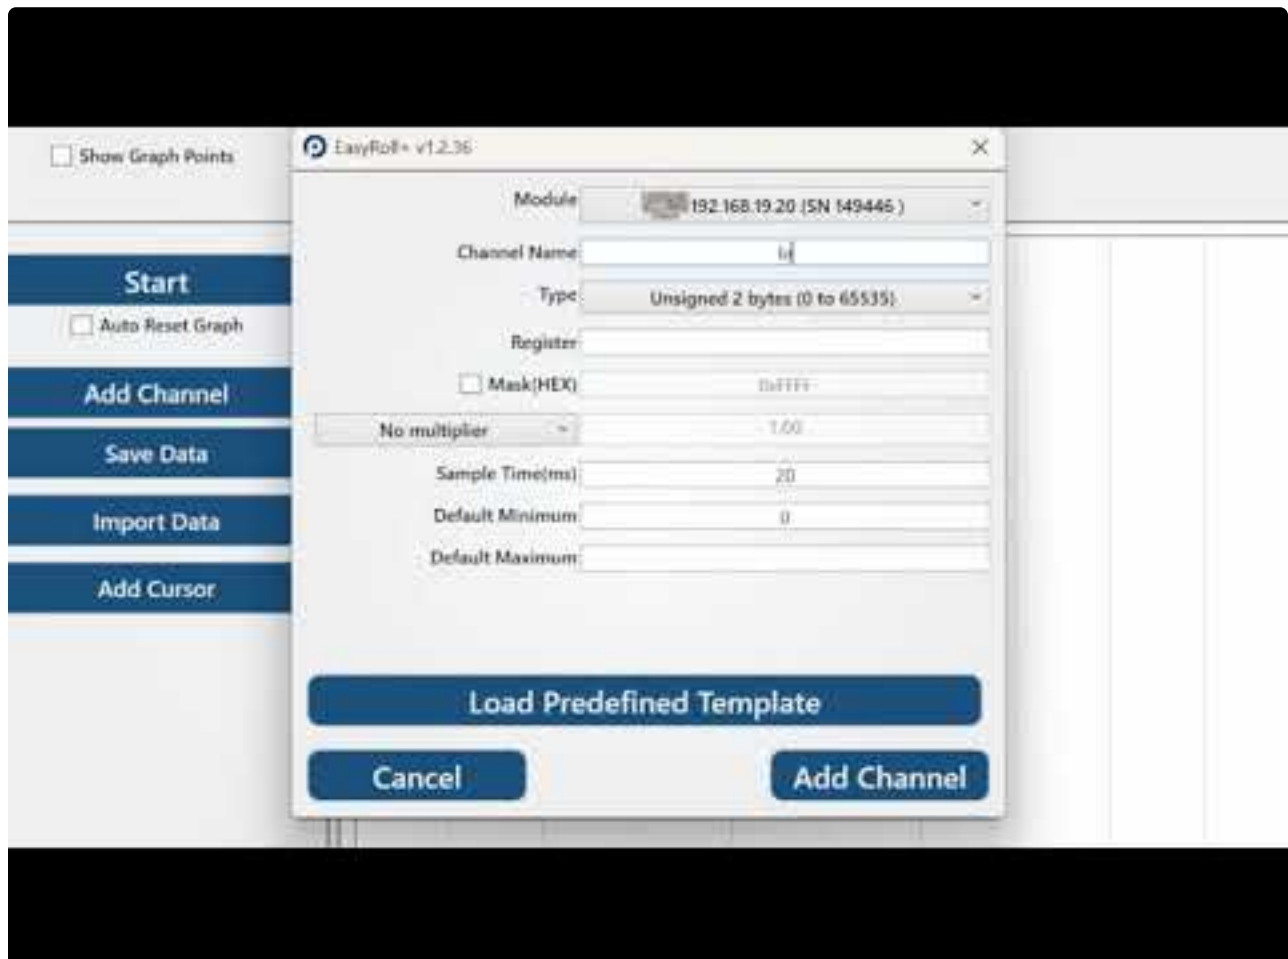 Show Graph Points
Start
Auto Reset Graph
Add Channel
Save Data
Import Data
Add Cursor
EasyRoll+ v1.2.36
Module 192.168.19.20 (SN 149446 )
Channel Name
Type Unsigned 2 bytes (0 to 65535)
Register
Mask(HEX) 0xFFFF
No multiplier 1.00
Sample Time(ms) 20
Default Minimum 0
Default Maximum
Load Predefined Template
Cancel Add Channel